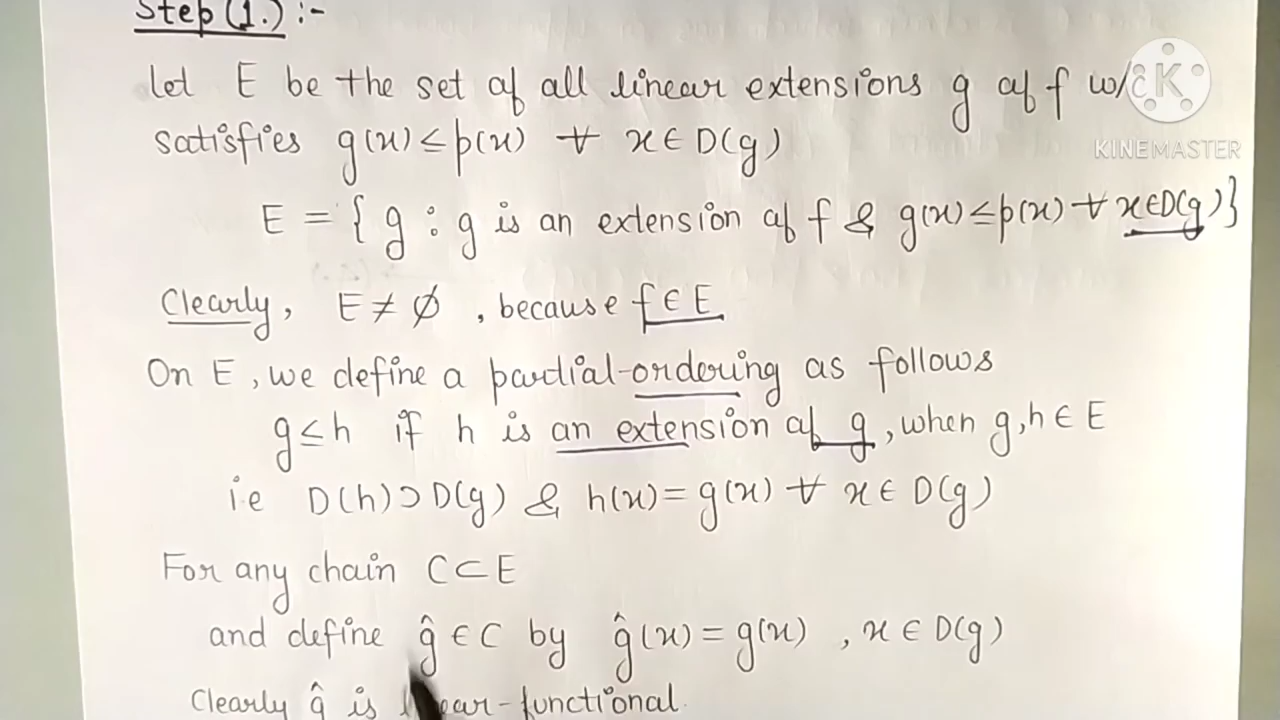 Step (1.) :-
Let E be the set of all linear extensions g of f w/c
K
satisfies g(x) ≤ p(x) ∀ x ∈ D(g)
KINEMASTER
E = { g : g is an extension of f & g(x) ≤ p(x) ∀ x∈D(g) }
Clearly, E ≠ ∅ , because f ∈ E
On E, we define a partial-ordering as follows
g ≤ h if h is an extension of g, when g, h ∈ E
i.e D(h) ⊃ D(g) & h(x) = g(x) ∀ x ∈ D(g)
For any chain C ⊂ E
and define ĝ ∈ C by ĝ(x) = g(x) , x ∈ D(g)
Clearly ĝ is linear-functional.